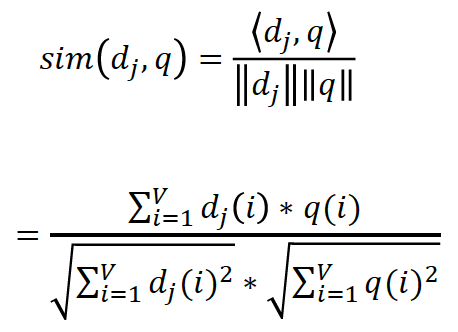 sim(d_j, q) = ⟨d_j, q⟩ / ‖d_j‖‖q‖
= ∑_{i=1}^{V} d_j(i) * q(i) / √(∑_{i=1}^{V} d_j(i)^2) * √(∑_{i=1}^{V} q(i)^2)